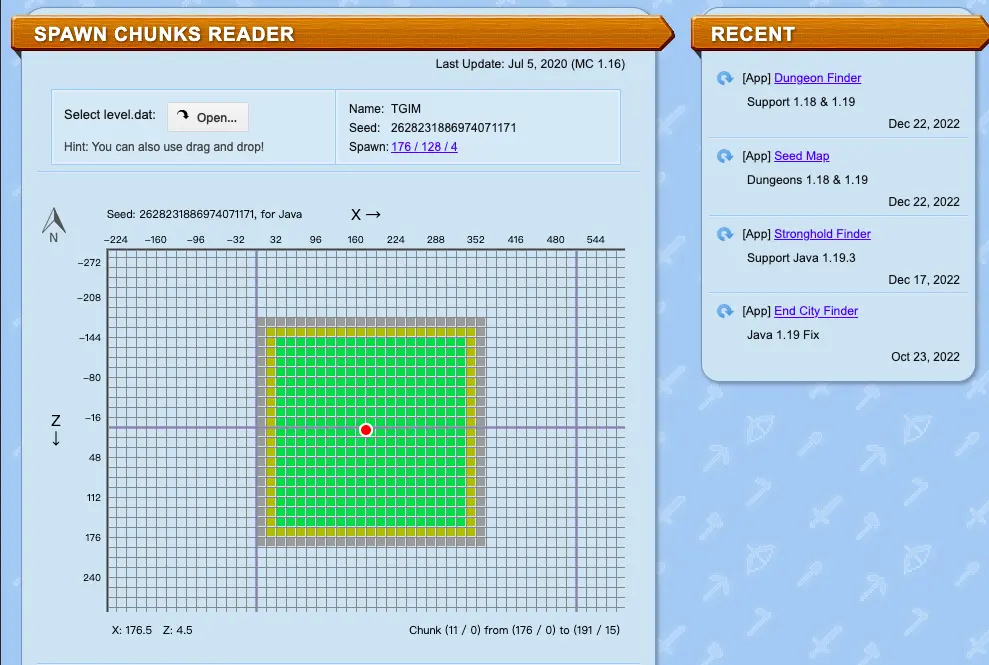 SPAWN CHUNKS READER
Last Update: Jul 5, 2020 (MC 1.16)
Select level.dat: Open...
Hint: You can also use drag and drop!
Name: TGIM
Seed: 2628231886974071171
Spawn: 176 / 128 / 4
N
Seed: 2628231886974071171, for Java
X →
−224 −160 −96 −32 32 96 160 224 288 352 416 480 544
−272
−208
−144
−80
−16
Z
↓
48
112
176
240
X: 176.5 Z: 4.5
Chunk (11 / 0) from (176 / 0) to (191 / 15)
RECENT
[App] Dungeon Finder
Support 1.18 & 1.19
Dec 22, 2022
[App] Seed Map
Dungeons 1.18 & 1.19
Dec 22, 2022
[App] Stronghold Finder
Support Java 1.19.3
Dec 17, 2022
[App] End City Finder
Java 1.19 Fix
Oct 23, 2022